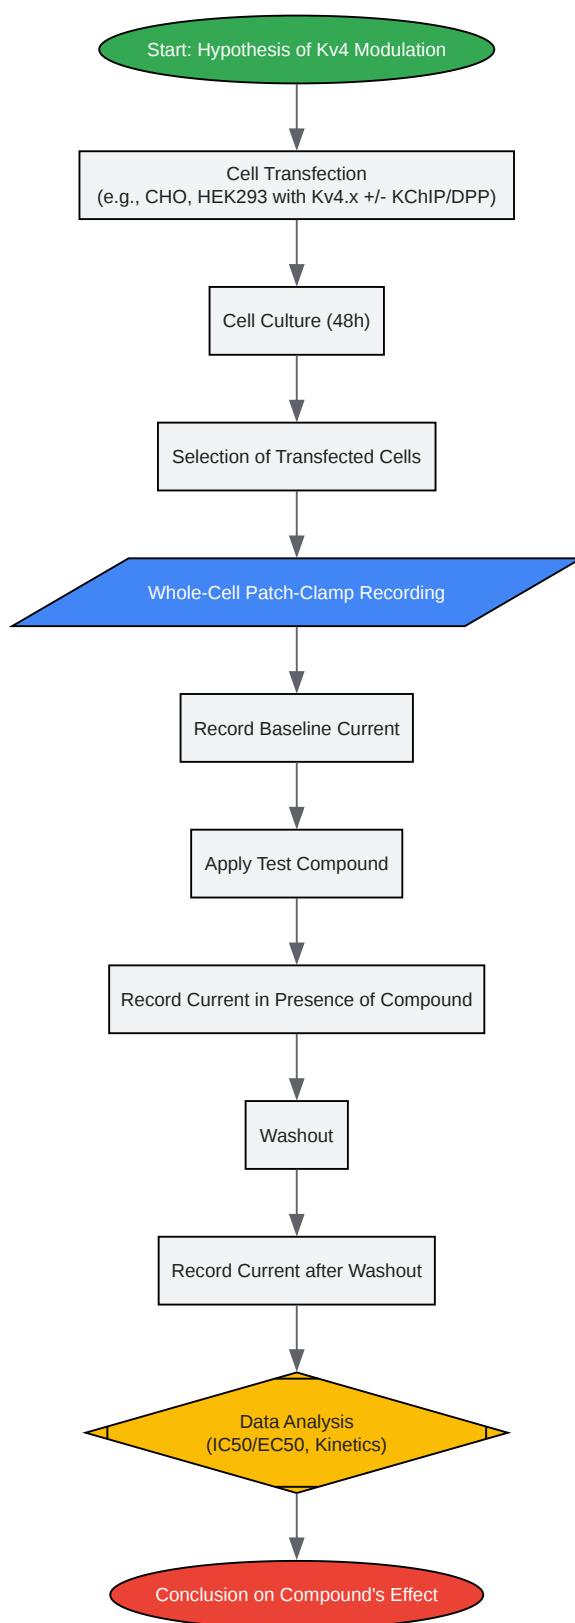 Start: Hypothesis of Kv4 Modulation
Cell Transfection
(e.g., CHO, HEK293 with Kv4.x +/- KChIP/DPP)
Cell Culture (48h)
Selection of Transfected Cells
Whole-Cell Patch-Clamp Recording
Record Baseline Current
Apply Test Compound
Record Current in Presence of Compound
Washout
Record Current after Washout
Data Analysis
(IC50/EC50, Kinetics)
Conclusion on Compound's Effect